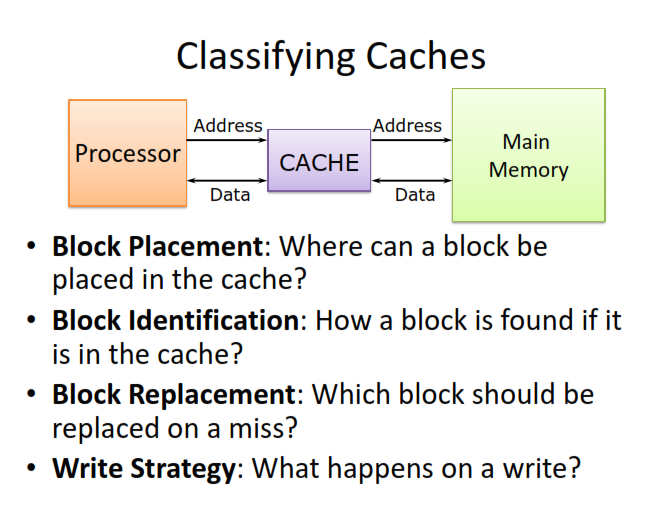 Classifying Caches
Processor
Address
Data
CACHE
Address
Data
Main
Memory
• Block Placement: Where can a block be
placed in the cache?
• Block Identification: How a block is found if it
is in the cache?
• Block Replacement: Which block should be
replaced on a miss?
• Write Strategy: What happens on a write?